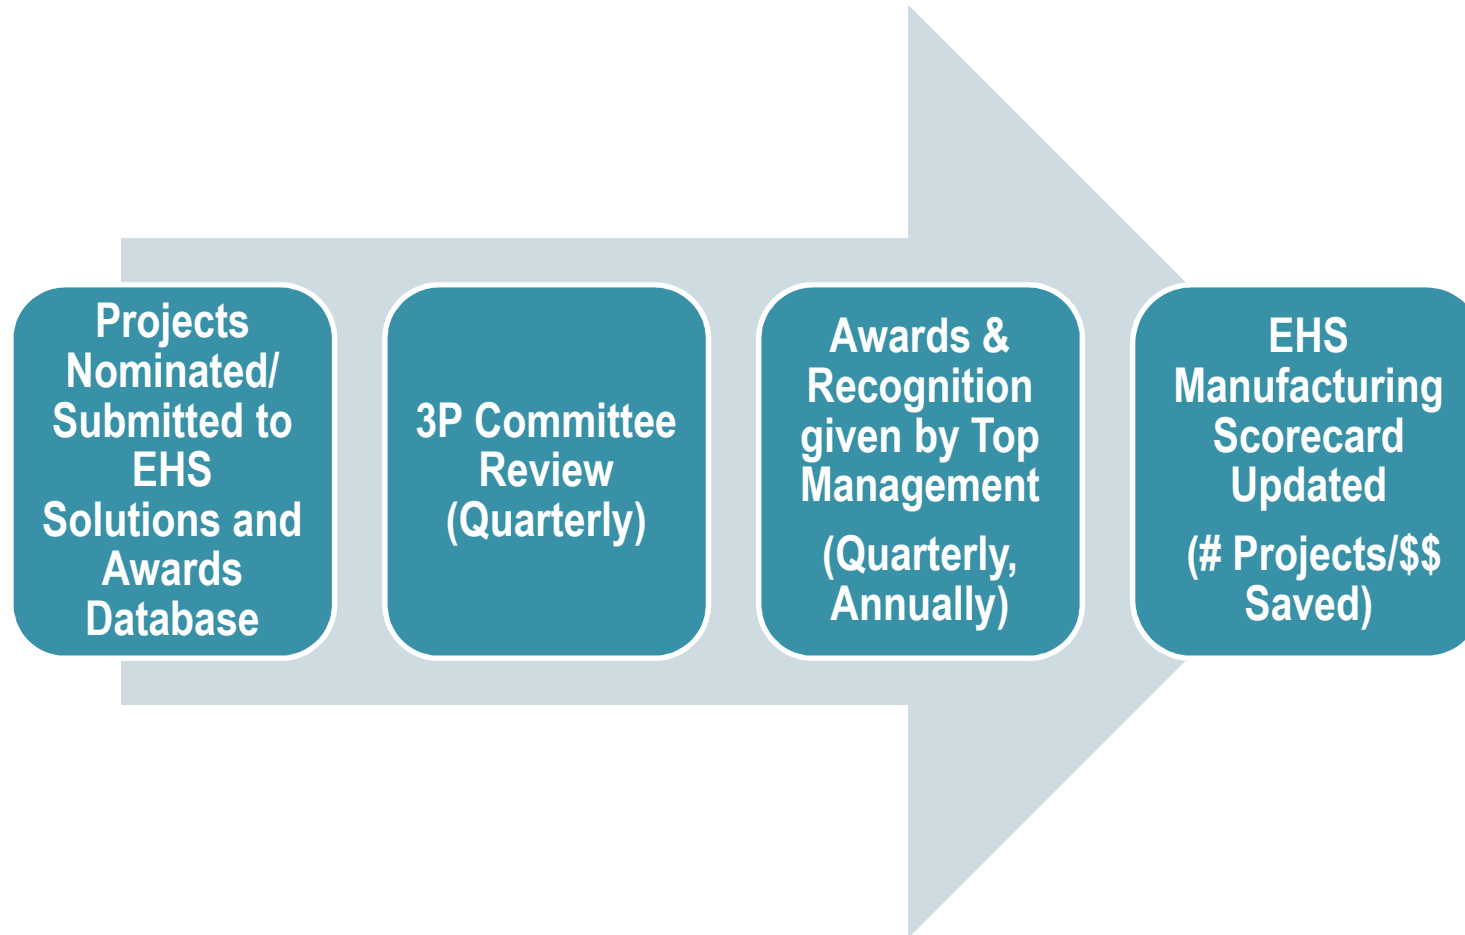 Projects
Nominated/
Submitted to
EHS
Solutions and
Awards
Database
3P Committee
Review
(Quarterly)
Awards &
Recognition
given by Top
Management
(Quarterly,
Annually)
EHS
Manufacturing
Scorecard
Updated
(# Projects/$$
Saved)